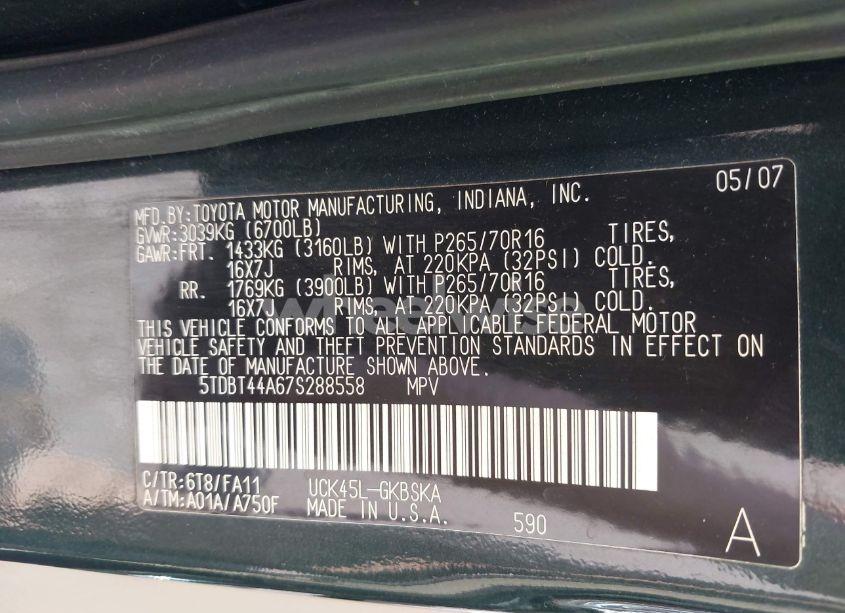 05/07
MFD.BY:TOYOTA MOTOR MANUFACTURING, INDIANA, INC.
GVWR:3039KG (6700LB)
GAWR:FRT. 1433KG (3160LB) WITH P265/70R16 TIRES,
16X7J RIMS, AT 220KPA (32PSI) COLD.
RR. 1769KG (3900LB) WITH P265/70R16 TIRES,
16X7J RIMS, AT 220KPA (32PSI) COLD.
THIS VEHICLE CONFORMS TO ALL APPLICABLE FEDERAL MOTOR
VEHICLE SAFETY AND THEFT PREVENTION STANDARDS IN EFFECT ON
THE DATE OF MANUFACTURE SHOWN ABOVE.
5TDBT44A67S288558 MPV
C/TR:6T8/FA11 UCK45L-GKBSKA
A/TM:A01A/A750F MADE IN U.S.A. 590 A